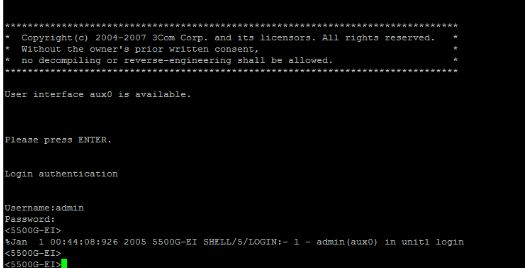 ********************************************************************************
*  Copyright(c) 2004-2007 3Com Corp. and its licensors. All rights reserved.   *
*  Without the owner's prior written consent,                                  *
*  no decompiling or reverse-engineering shall be allowed.                     *
********************************************************************************
User interface aux0 is available.
Please press ENTER.
Login authentication
Username:admin
Password:
<5500G-EI>
%Jan  1 00:44:08:926 2005 5500G-EI SHELL/5/LOGIN:- 1 - admin(aux0) in unit1 login
<5500G-EI>
<5500G-EI>